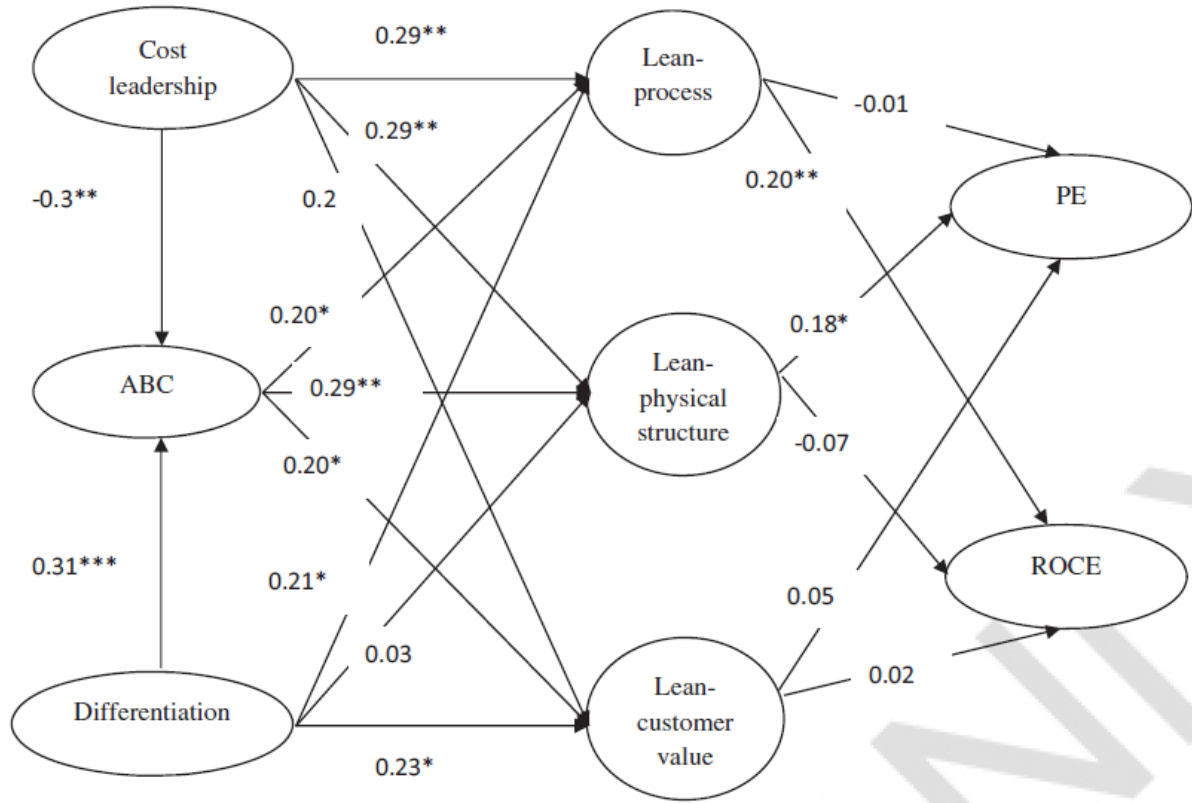 Cost
leadership
0.29**
Lean-
process
-0.01
0.29**
0.20**
-0.3**
0.2
PE
0.20*
0.18*
ABC
0.29**
Lean-
physical
structure
-0.07
0.20*
0.31***
0.21*
0.05
ROCE
0.03
0.02
Differentiation
Lean-
customer
value
0.23*